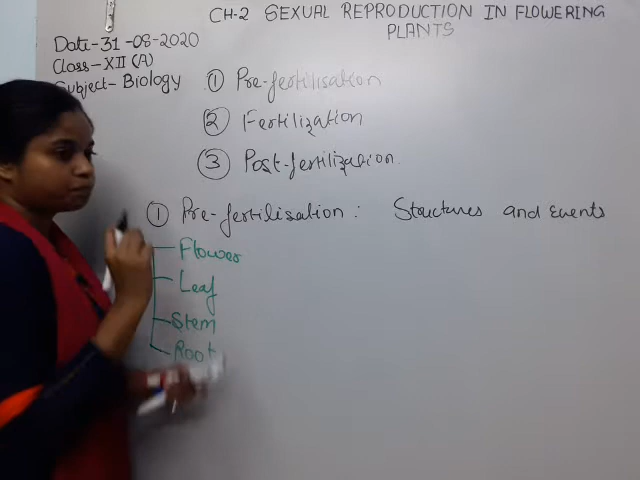 CH-2 SEXUAL REPRODUCTION IN FLOWERING
PLANTS
Date-31-08-2020
Class-XII (A)
Subject-Biology
① Pre-fertilisation
② Fertilization
③ Post-fertilization.
① Pre-fertilisation: Structures and events
Flower
Leaf
Stem
Root